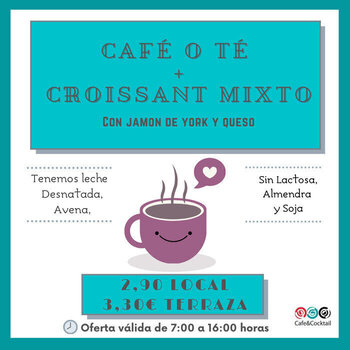 CAFÉ O TÉ
+
CROISSANT MIXTO
CON JAMON DE YORK Y QUESO
Tenemos leche
Desnatada,
Avena,
Sin Lactosa,
Almendra
y Soja
2,90 LOCAL
3,30€ TERRAZA
Oferta válida de 7:00 a 16:00 horas
Cafe&Cocktail